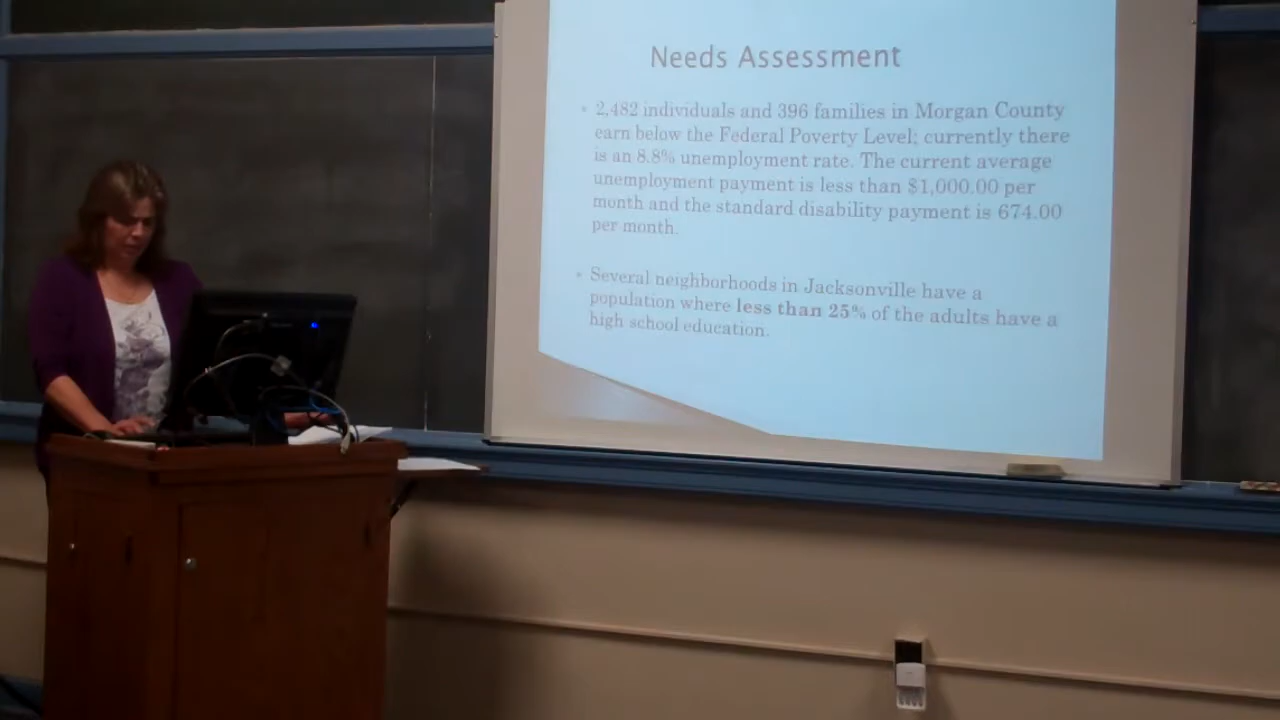 Needs Assessment
2,482 individuals and 396 families in Morgan County
earn below the Federal Poverty Level; currently there
is an 8.8% unemployment rate. The current average
unemployment payment is less than $1,000.00 per
month and the standard disability payment is 674.00
per month.
Several neighborhoods in Jacksonville have a
population where less than 25% of the adults have a
high school education.